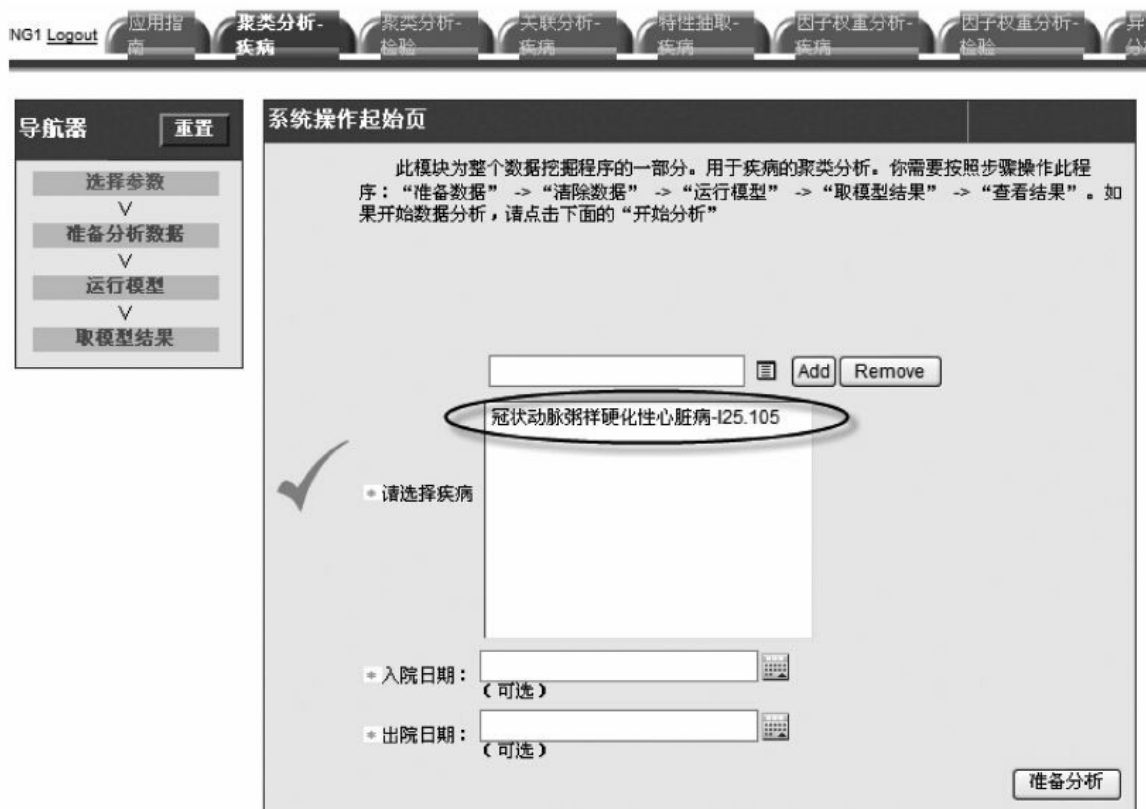 NG1 Logout
应用指南
聚类分析-疾病
聚类分析-检验
关联分析-疾病
特性抽取-疾病
因子权重分析-疾病
因子权重分析-检验
导航器
重置
选择参数
∨
准备分析数据
∨
运行模型
∨
取模型结果
系统操作起始页
此模块为整个数据挖掘程序的一部分。用于疾病的聚类分析。你需要按照步骤操作此程
序：“准备数据” -> “清除数据” -> “运行模型” -> “取模型结果” -> “查看结果”。如
果开始数据分析，请点击下面的“开始分析”
Add
Remove
冠状动脉粥样硬化性心脏病-I25.105
* 请选择疾病
* 入院日期：
（可选）
* 出院日期：
（可选）
准备分析